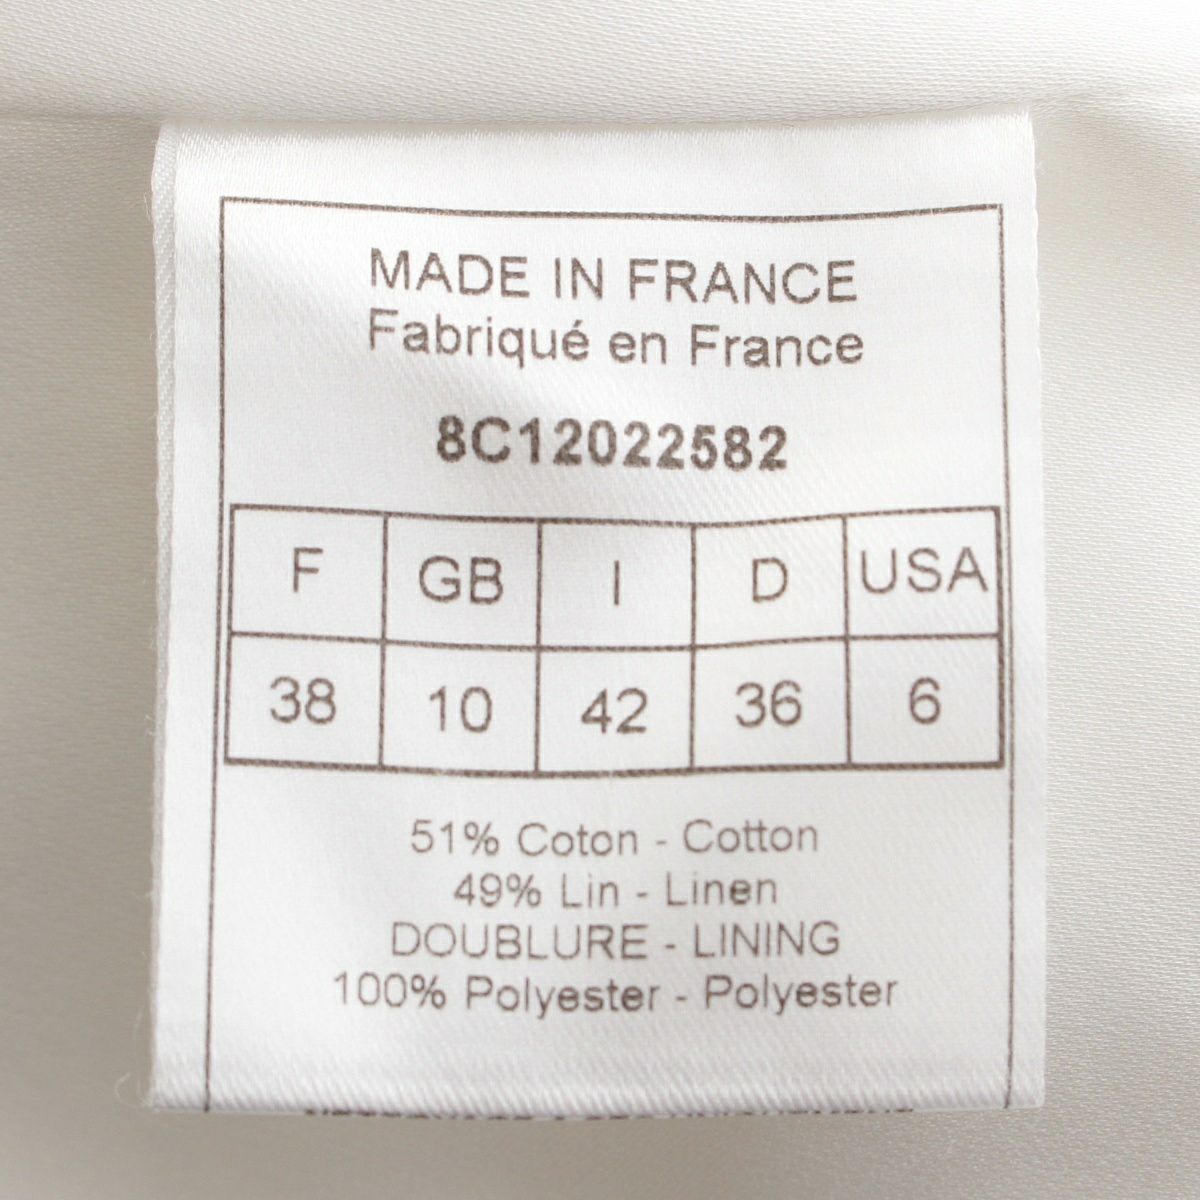 MADE IN FRANCE
Fabriqué en France
8C12022582
F GB I D USA
38 10 42 36 6
51% Coton - Cotton
49% Lin - Linen
DOUBLURE - LINING
100% Polyester - Polyester